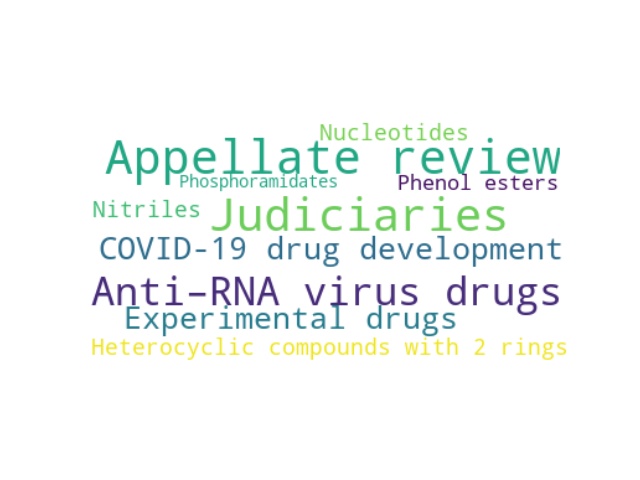 Nucleotides
Appellate review
Phosphoramidates
Phenol esters
Nitriles
Judiciaries
COVID-19 drug development
Anti–RNA virus drugs
Experimental drugs
Heterocyclic compounds with 2 rings